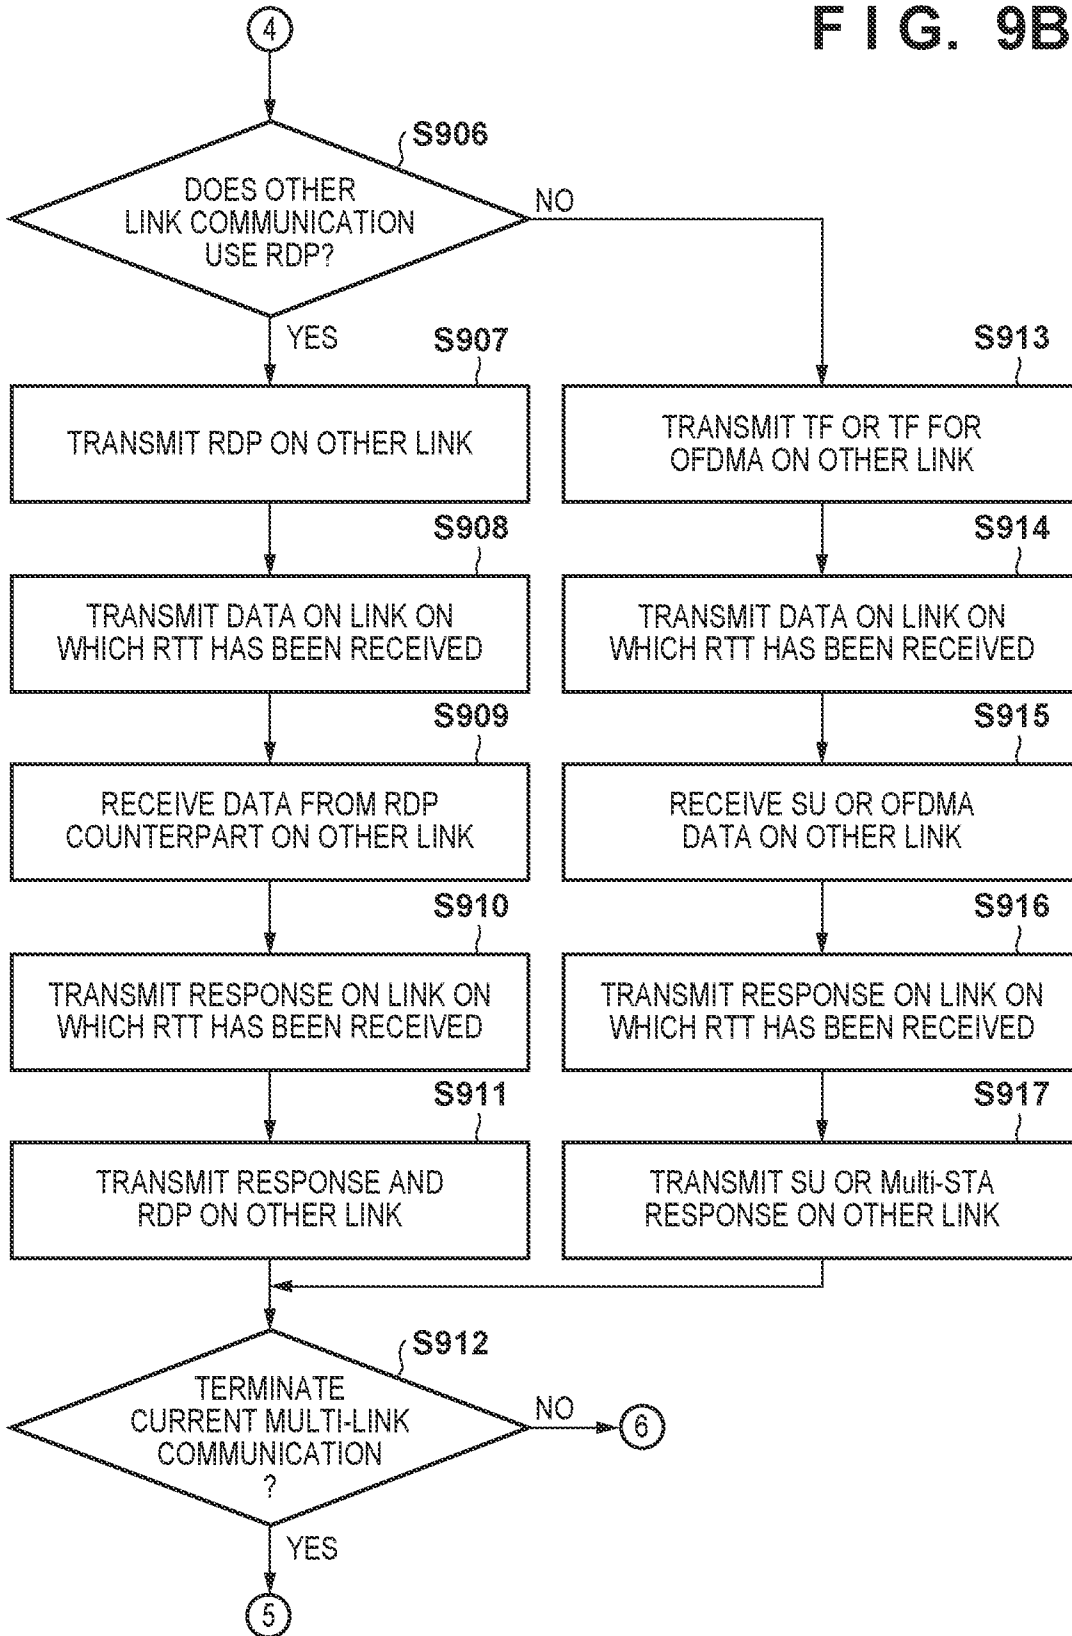 FIG. 9B
4
S906
DOES OTHER
LINK COMMUNICATION
USE RDP?
NO
YES
S907
TRANSMIT RDP ON OTHER LINK
S908
TRANSMIT DATA ON LINK ON
WHICH RTT HAS BEEN RECEIVED
S909
RECEIVE DATA FROM RDP
COUNTERPART ON OTHER LINK
S910
TRANSMIT RESPONSE ON LINK ON
WHICH RTT HAS BEEN RECEIVED
S911
TRANSMIT RESPONSE AND
RDP ON OTHER LINK
S913
TRANSMIT TF OR TF FOR
OFDMA ON OTHER LINK
S914
TRANSMIT DATA ON LINK ON
WHICH RTT HAS BEEN RECEIVED
S915
RECEIVE SU OR OFDMA
DATA ON OTHER LINK
S916
TRANSMIT RESPONSE ON LINK ON
WHICH RTT HAS BEEN RECEIVED
S917
TRANSMIT SU OR Multi-STA
RESPONSE ON OTHER LINK
S912
TERMINATE
CURRENT MULTI-LINK
COMMUNICATION
?
NO
6
YES
5